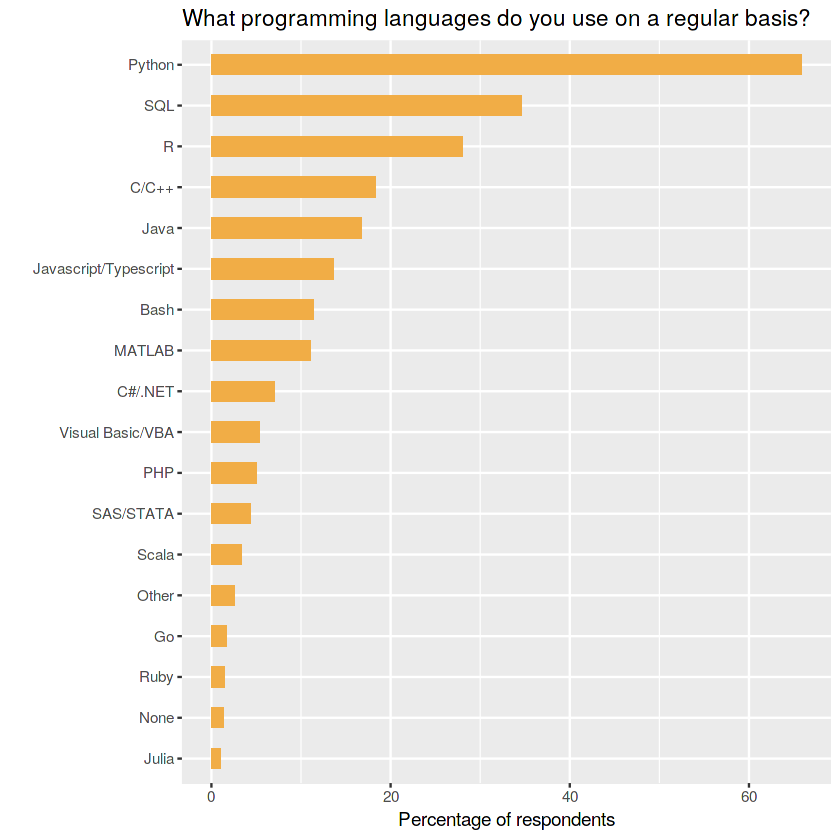 What programming languages do you use on a regular basis?
Python
SQL
R
C/C++
Java
Javascript/Typescript
Bash
MATLAB
C#/.NET
Visual Basic/VBA
PHP
SAS/STATA
Scala
Other
Go
Ruby
None
Julia
0 20 40 60
Percentage of respondents